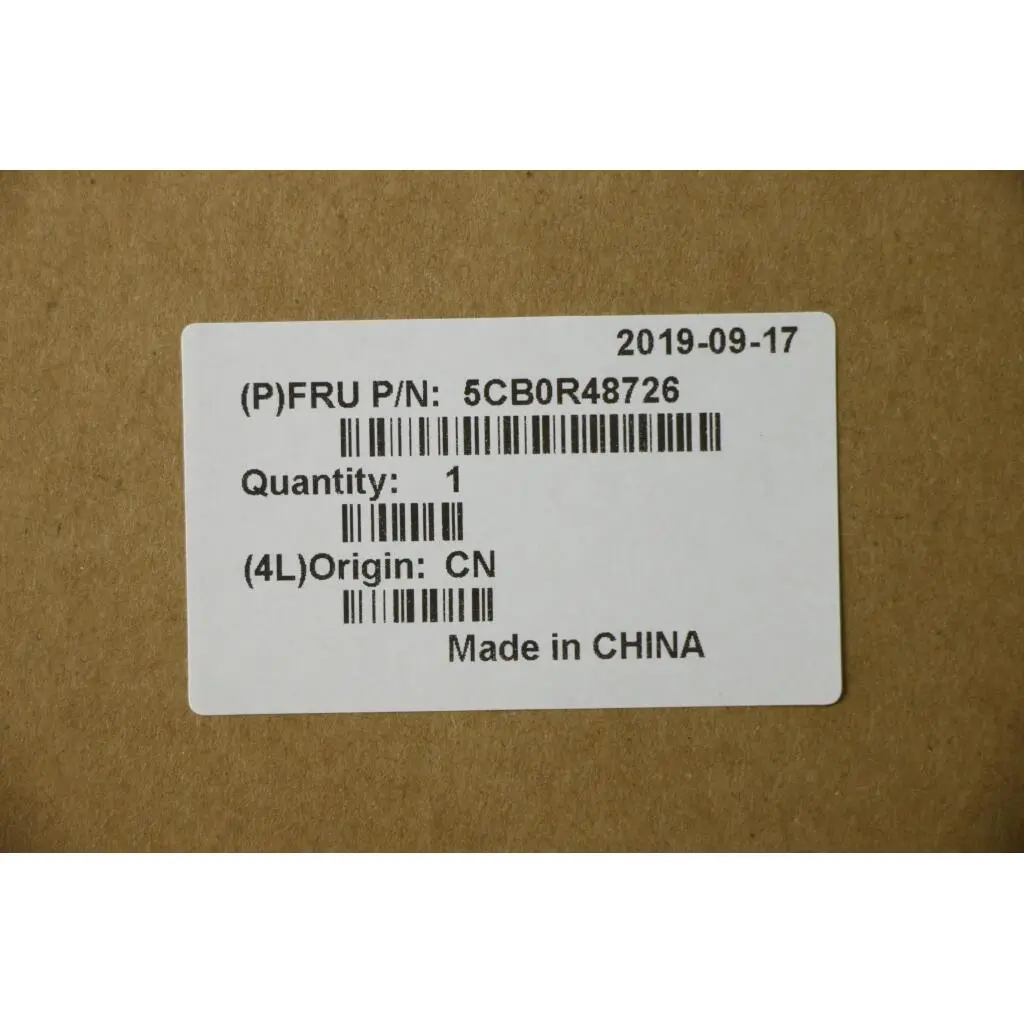 2019-09-17
(P)FRU P/N: 5CB0R48726
Quantity: 1
(4L)Origin: CN
Made in CHINA